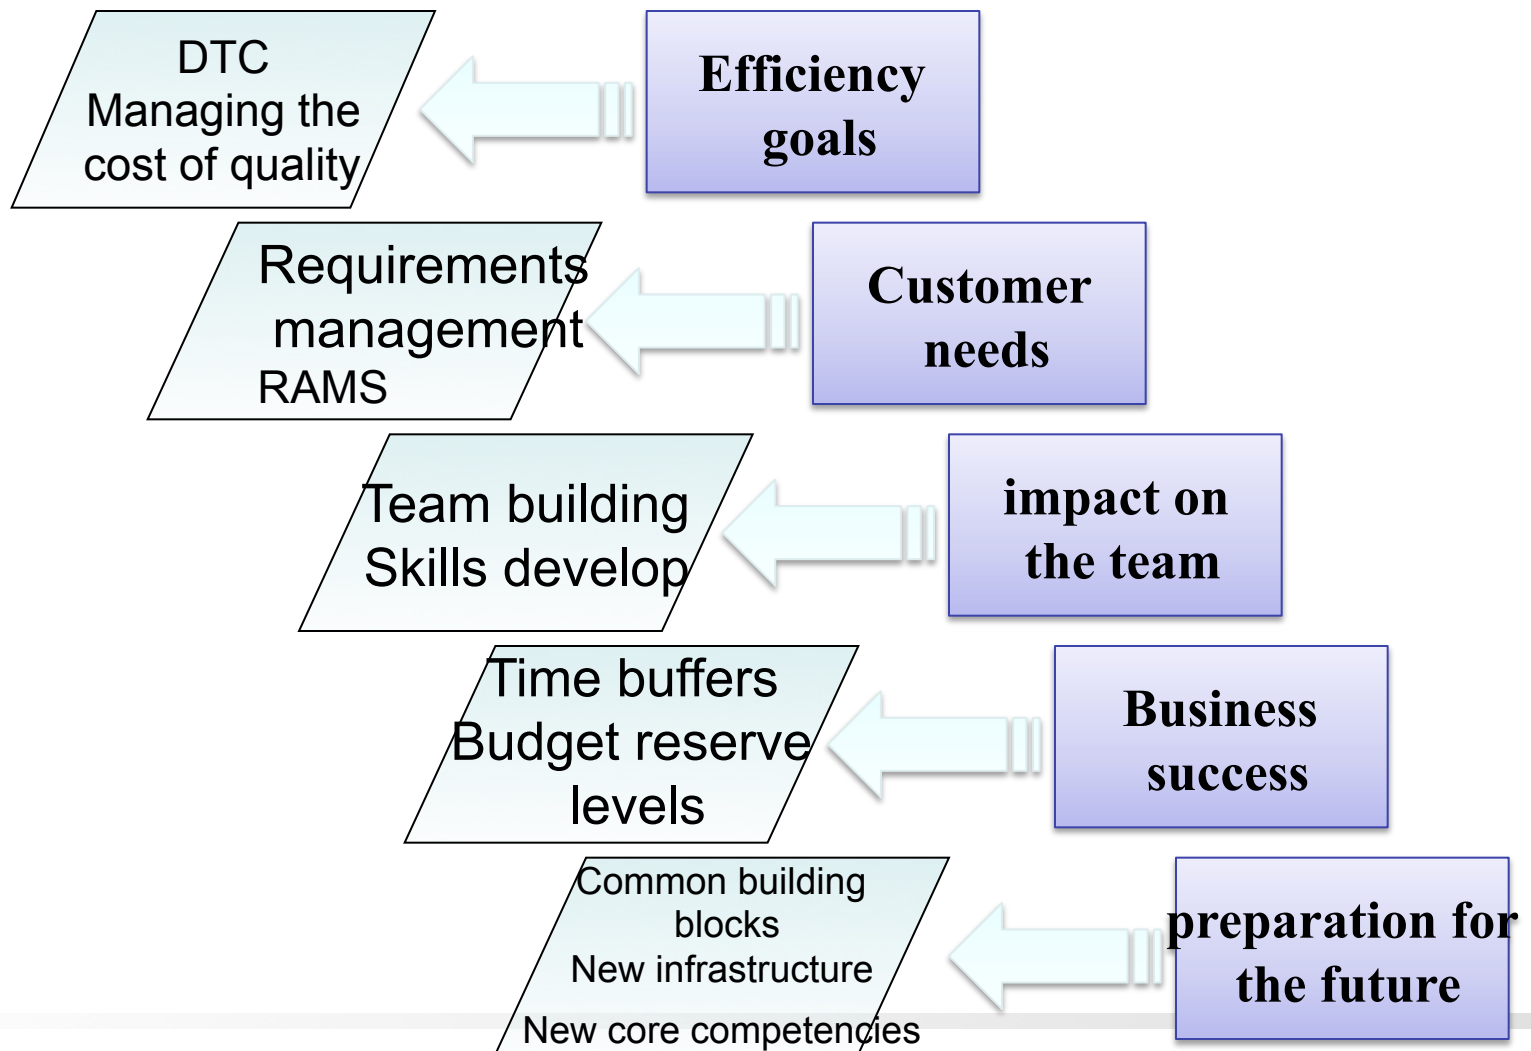 DTC
Managing the
cost of quality
Efficiency
goals
Requirements
management
RAMS
Customer
needs
Team building
Skills develop
impact on
the team
Time buffers
Budget reserve
levels
Business
success
Common building
blocks
New infrastructure
New core competencies
preparation for
the future